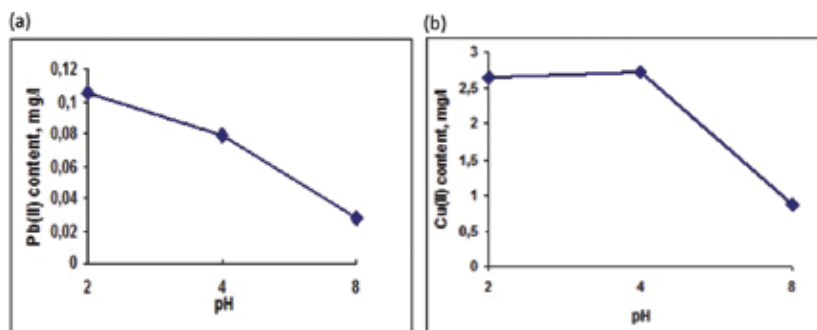 (a)
Pb(II) content, mg/l
0,12
0,1
0,08
0,06
0,04
0,02
0
2 4 8
pH
(b)
Cu(II) content, mg/l
3
2,5
2
1,5
1
0,5
0
2 4 8
pH